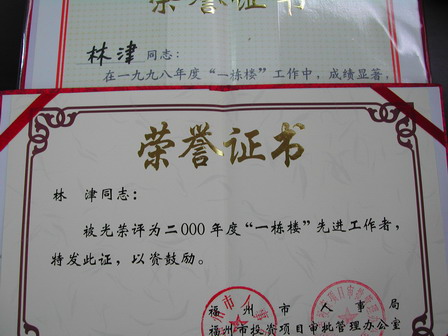 荣誉证书
林津同志:
在一九九八年度“一栋楼”工作中,成绩显著,
荣誉证书
林 津同志:
被光荣评为二000年度“一栋楼”先进工作者,
特发此证,以资鼓励。
福州市人事局
福州市投资项目审批管理办公室